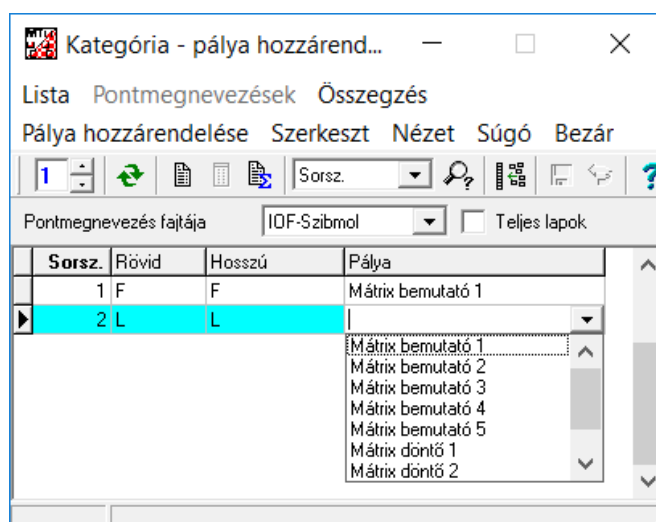 Kategória - pálya hozzárend...
Lista Pontmegnevezések Összegzés
Pálya hozzárendelése Szerkeszt Nézet Súgó Bezár
1 Sorsz. ?
Pontmegnevezés fajtája IOF-Szibmol Teljes lapok
Sorsz. Rövid Hosszú Pálya
1 F F Mátrix bemutató 1
2 L L
Mátrix bemutató 1
Mátrix bemutató 2
Mátrix bemutató 3
Mátrix bemutató 4
Mátrix bemutató 5
Mátrix döntő 1
Mátrix döntő 2